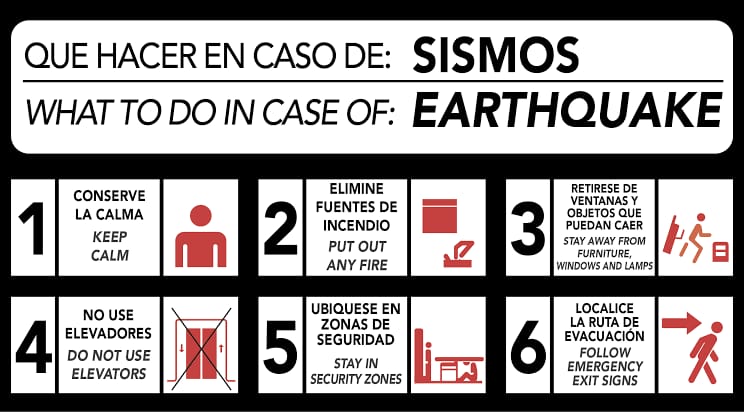 QUE HACER EN CASO DE: SISMOS
WHAT TO DO IN CASE OF: EARTHQUAKE
1
CONSERVE
LA CALMA
KEEP
CALM
2
ELIMINE
FUENTES DE
INCENDIO
PUT OUT
ANY FIRE
3
RETIRESE DE
VENTANAS Y
OBJETOS QUE
PUEDAN CAER
STAY AWAY FROM
FURNITURE,
WINDOWS AND LAMPS
4
NO USE
ELEVADORES
DO NOT USE
ELEVATORS
5
UBIQUESE EN
ZONAS DE
SEGURIDAD
STAY IN
SECURITY ZONES
6
LOCALICE
LA RUTA DE
EVACUACIÓN
FOLLOW
EMERGENCY
EXIT SIGNS